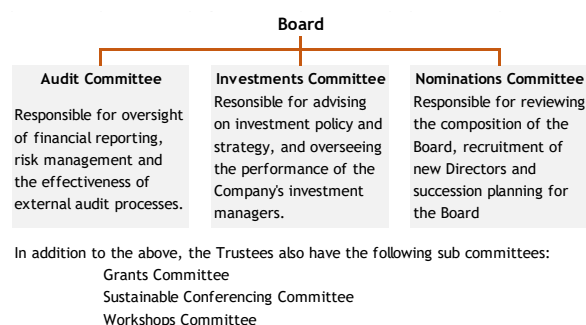 Board
Audit Committee
Responsible for oversight
of financial reporting,
risk management and
the effectiveness of
external audit processes.
Investments Committee
Resonsible for advising
on investment policy and
strategy, and overseeing
the performance of the
Company's investment
managers.
Nominations Committee
Responsible for reviewing
the composition of the
Board, recruitment of
new Directors and
succession planning for
the Board
In addition to the above, the Trustees also have the following sub committees:
Grants Committee
Sustainable Conferencing Committee
Workshops Committee